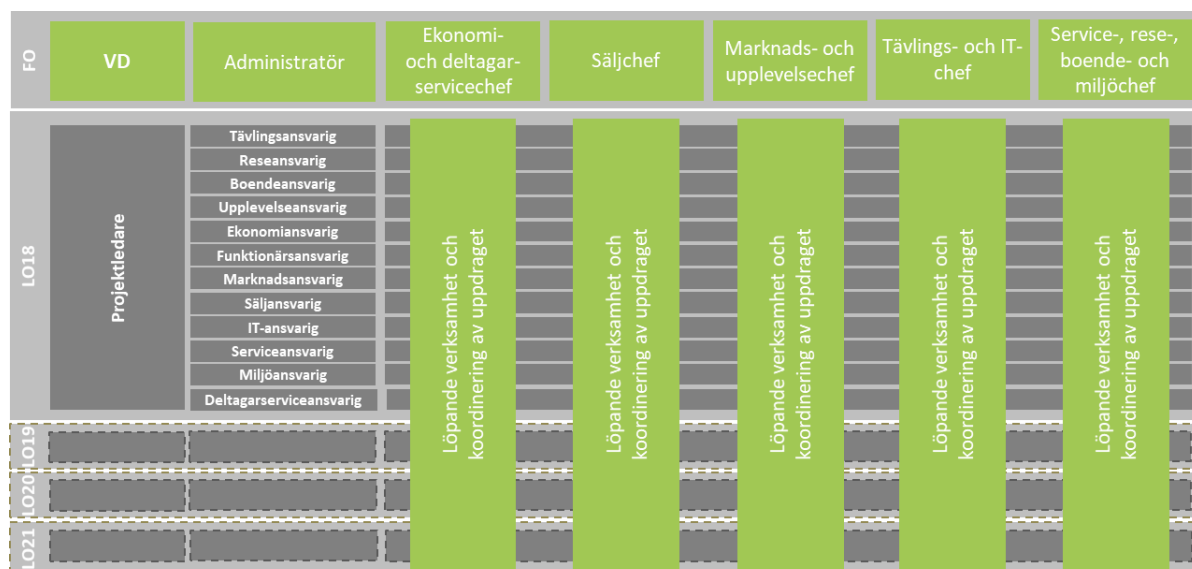 FO
VD
Administratör
Ekonomi-
och deltagar-
servicechef
Säljchef
Marknads- och
upplevelsechef
Tävlings- och IT-
chef
Service-, rese-,
boende- och
miljöchef
LO18
Projektledare
Tävlingsansvarig
Reseansvarig
Boendeansvarig
Upplevelseansvarig
Ekonomiansvarig
Funktionärsansvarig
Marknadsansvarig
Säljansvarig
IT-ansvarig
Serviceansvarig
Miljöansvarig
Deltagarserviceansvarig
Löpande verksamhet och
koordinering av uppdraget
Löpande verksamhet och
koordinering av uppdraget
Löpande verksamhet och
koordinering av uppdraget
Löpande verksamhet och
koordinering av uppdraget
Löpande verksamhet och
koordinering av uppdraget
LO19
LO20
LO21